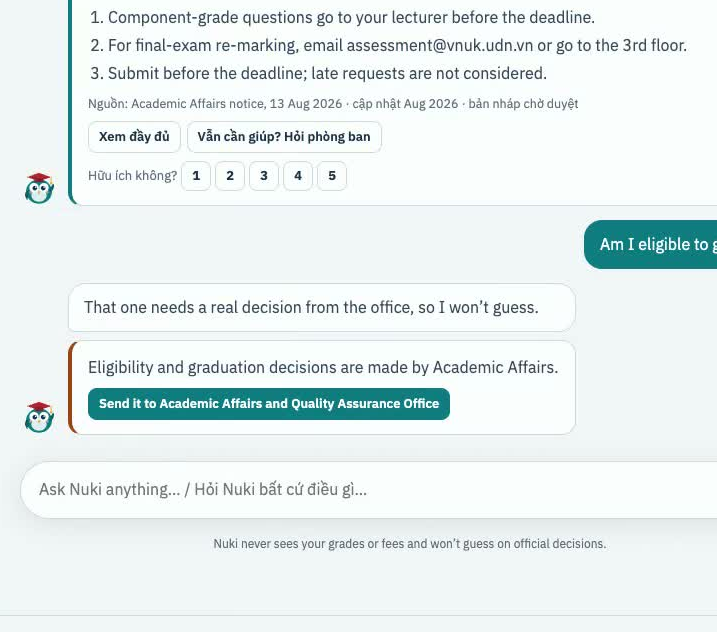 1. Component-grade questions go to your lecturer before the deadline.
2. For final-exam re-marking, email assessment@vnuk.udn.vn or go to the 3rd floor.
3. Submit before the deadline; late requests are not considered.
Nguồn: Academic Affairs notice, 13 Aug 2026 · cập nhật Aug 2026 · bản nháp chờ duyệt
Xem đầy đủ
Vẫn cần giúp? Hỏi phòng ban
Hữu ích không? 1 2 3 4 5
Am I eligible to g
That one needs a real decision from the office, so I won’t guess.
Eligibility and graduation decisions are made by Academic Affairs.
Send it to Academic Affairs and Quality Assurance Office
Ask Nuki anything... / Hỏi Nuki bất cứ điều gì...
Nuki never sees your grades or fees and won’t guess on official decisions.